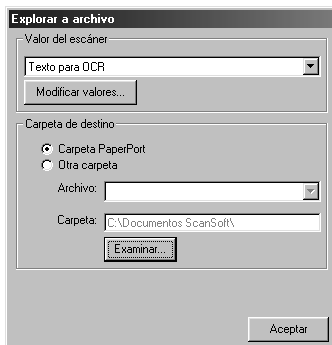 Explorar a archivo
Valor del escáner
Texto para OCR
Modificar valores...
Carpeta de destino
Carpeta PaperPort
Otra carpeta
Archivo:
Carpeta: C:\Documentos ScanSoft\
Examinar...
Aceptar